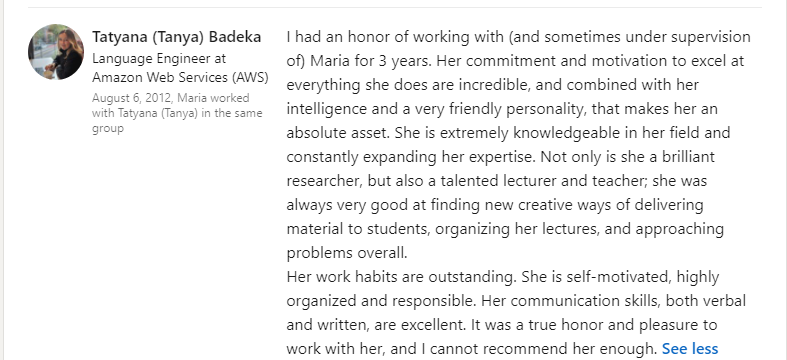 Tatyana (Tanya) Badeka
Language Engineer at
Amazon Web Services (AWS)
August 6, 2012, Maria worked
with Tatyana (Tanya) in the same
group
I had an honor of working with (and sometimes under supervision
of) Maria for 3 years. Her commitment and motivation to excel at
everything she does are incredible, and combined with her
intelligence and a very friendly personality, that makes her an
absolute asset. She is extremely knowledgeable in her field and
constantly expanding her expertise. Not only is she a brilliant
researcher, but also a talented lecturer and teacher; she was
always very good at finding new creative ways of delivering
material to students, organizing her lectures, and approaching
problems overall.
Her work habits are outstanding. She is self-motivated, highly
organized and responsible. Her communication skills, both verbal
and written, are excellent. It was a true honor and pleasure to
work with her, and I cannot recommend her enough. See less